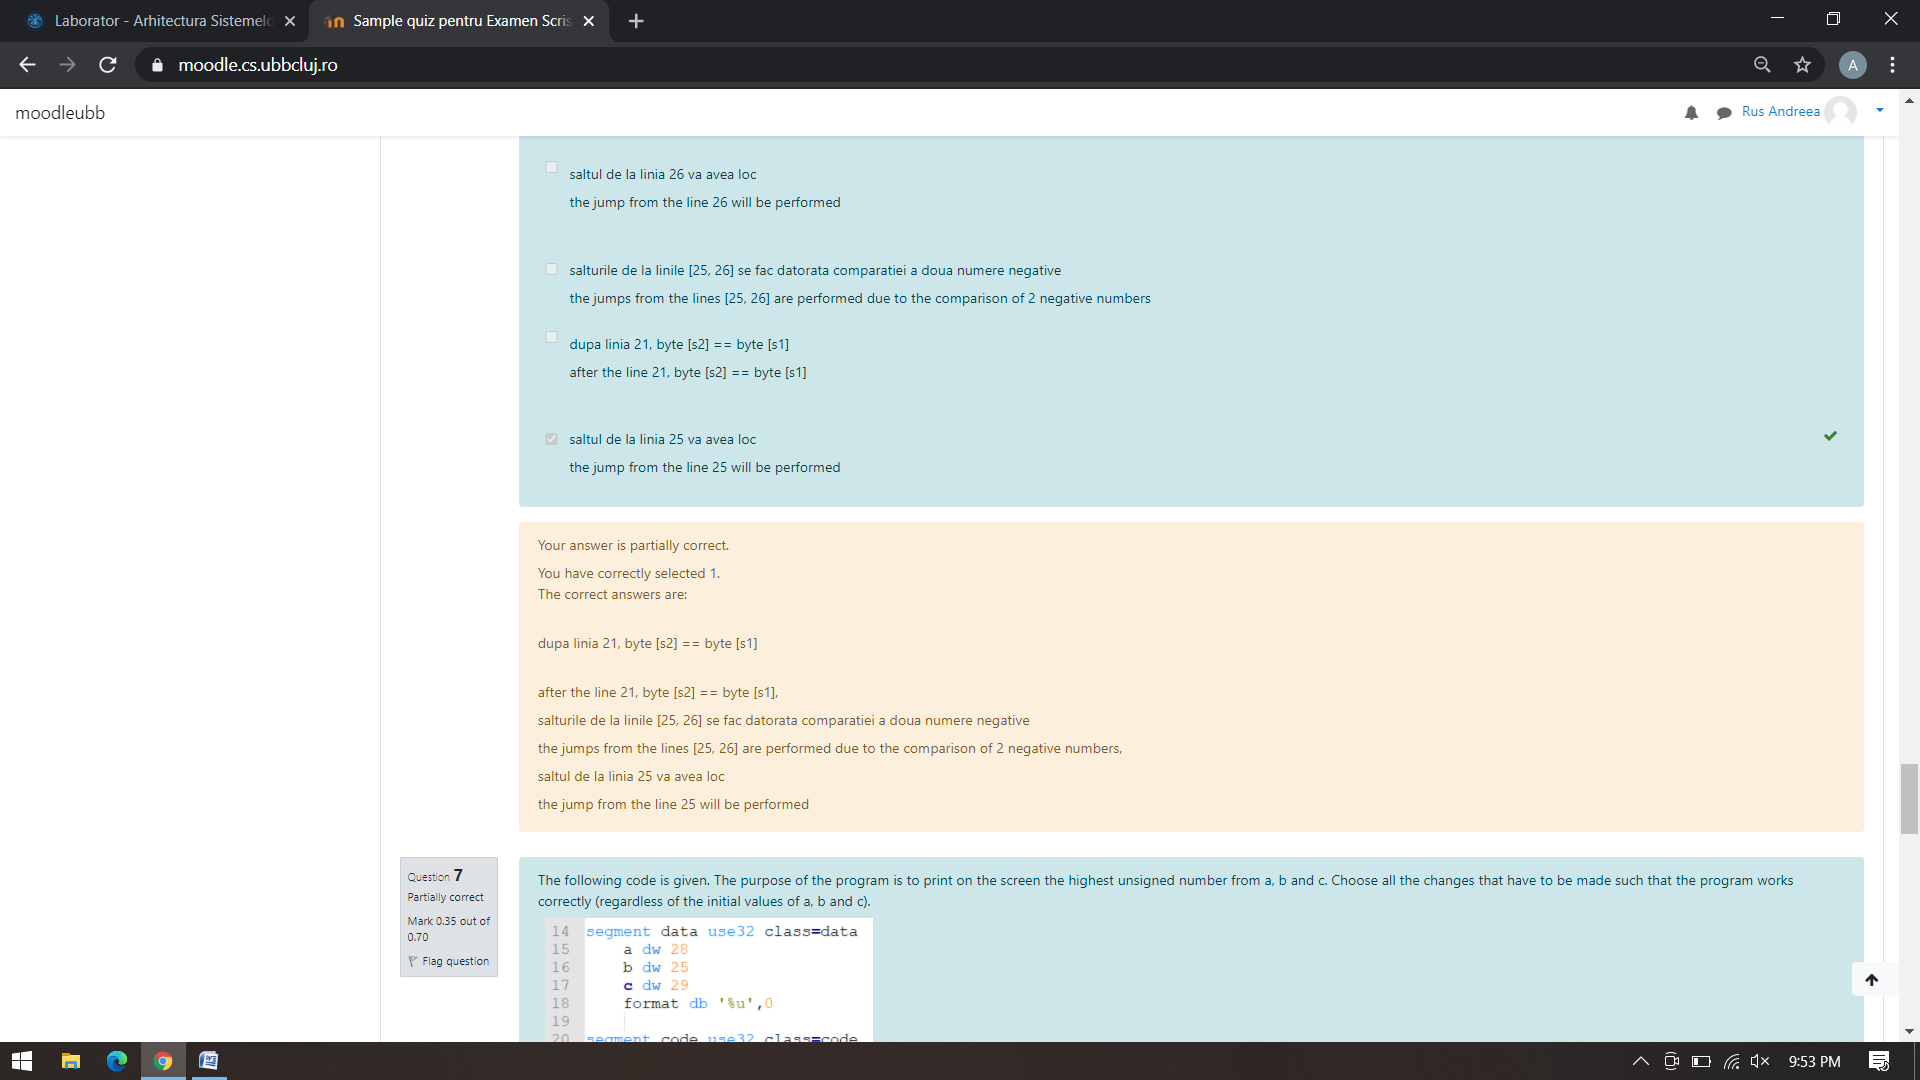 Laborator - Arhitectura Sistemelo
Sample quiz pentru Examen Scris
moodle.cs.ubbcluj.ro
A
moodleubb
Rus Andreea
saltul de la linia 26 va avea loc
the jump from the line 26 will be performed
salturile de la linile [25, 26] se fac datorata comparatiei a doua numere negative
the jumps from the lines [25, 26] are performed due to the comparison of 2 negative numbers
dupa linia 21, byte [s2] == byte [s1]
after the line 21, byte [s2] == byte [s1]
saltul de la linia 25 va avea loc
the jump from the line 25 will be performed
Your answer is partially correct.
You have correctly selected 1.
The correct answers are:
dupa linia 21, byte [s2] == byte [s1]
after the line 21, byte [s2] == byte [s1],
salturile de la linile [25, 26] se fac datorata comparatiei a doua numere negative
the jumps from the lines [25, 26] are performed due to the comparison of 2 negative numbers,
saltul de la linia 25 va avea loc
the jump from the line 25 will be performed
Question 7
Partially correct
Mark 0.35 out of
0.70
Flag question
The following code is given. The purpose of the program is to print on the screen the highest unsigned number from a, b and c. Choose all the changes that have to be made such that the program works
correctly (regardless of the initial values of a, b and c).
14 segment data use32 class=data
15 a dw 28
16 b dw 25
17 c dw 29
18 format db '%u',0
19
20 segment code use32 class=code
9:53 PM